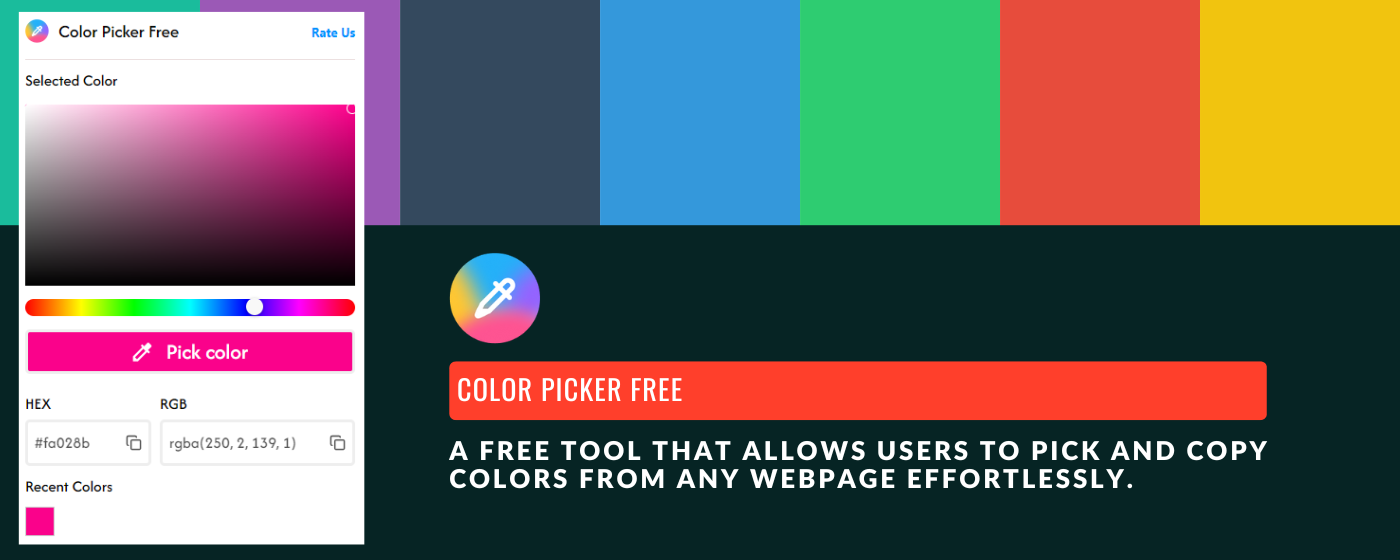 Color Picker Free
Rate Us
Selected Color
Pick color
HEX
RGB
#fa028b
rgba(250, 2, 139, 1)
Recent Colors
COLOR PICKER FREE
A FREE TOOL THAT ALLOWS USERS TO PICK AND COPY
COLORS FROM ANY WEBPAGE EFFORTLESSLY.